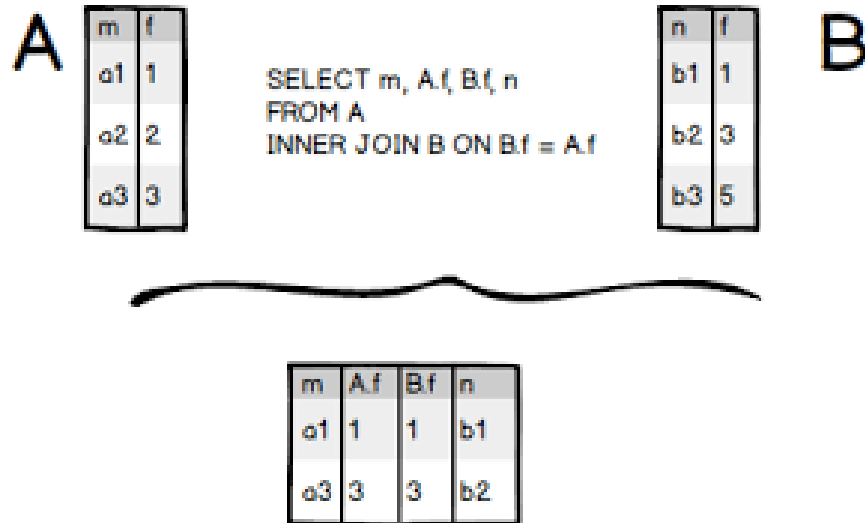 A
m f
a1 1
a2 2
a3 3
SELECT m, A.f, B.f, n
FROM A
INNER JOIN B ON B.f = A.f
n f
b1 1
b2 3
b3 5
B
m A.f B.f n
a1 1 1 b1
a3 3 3 b2